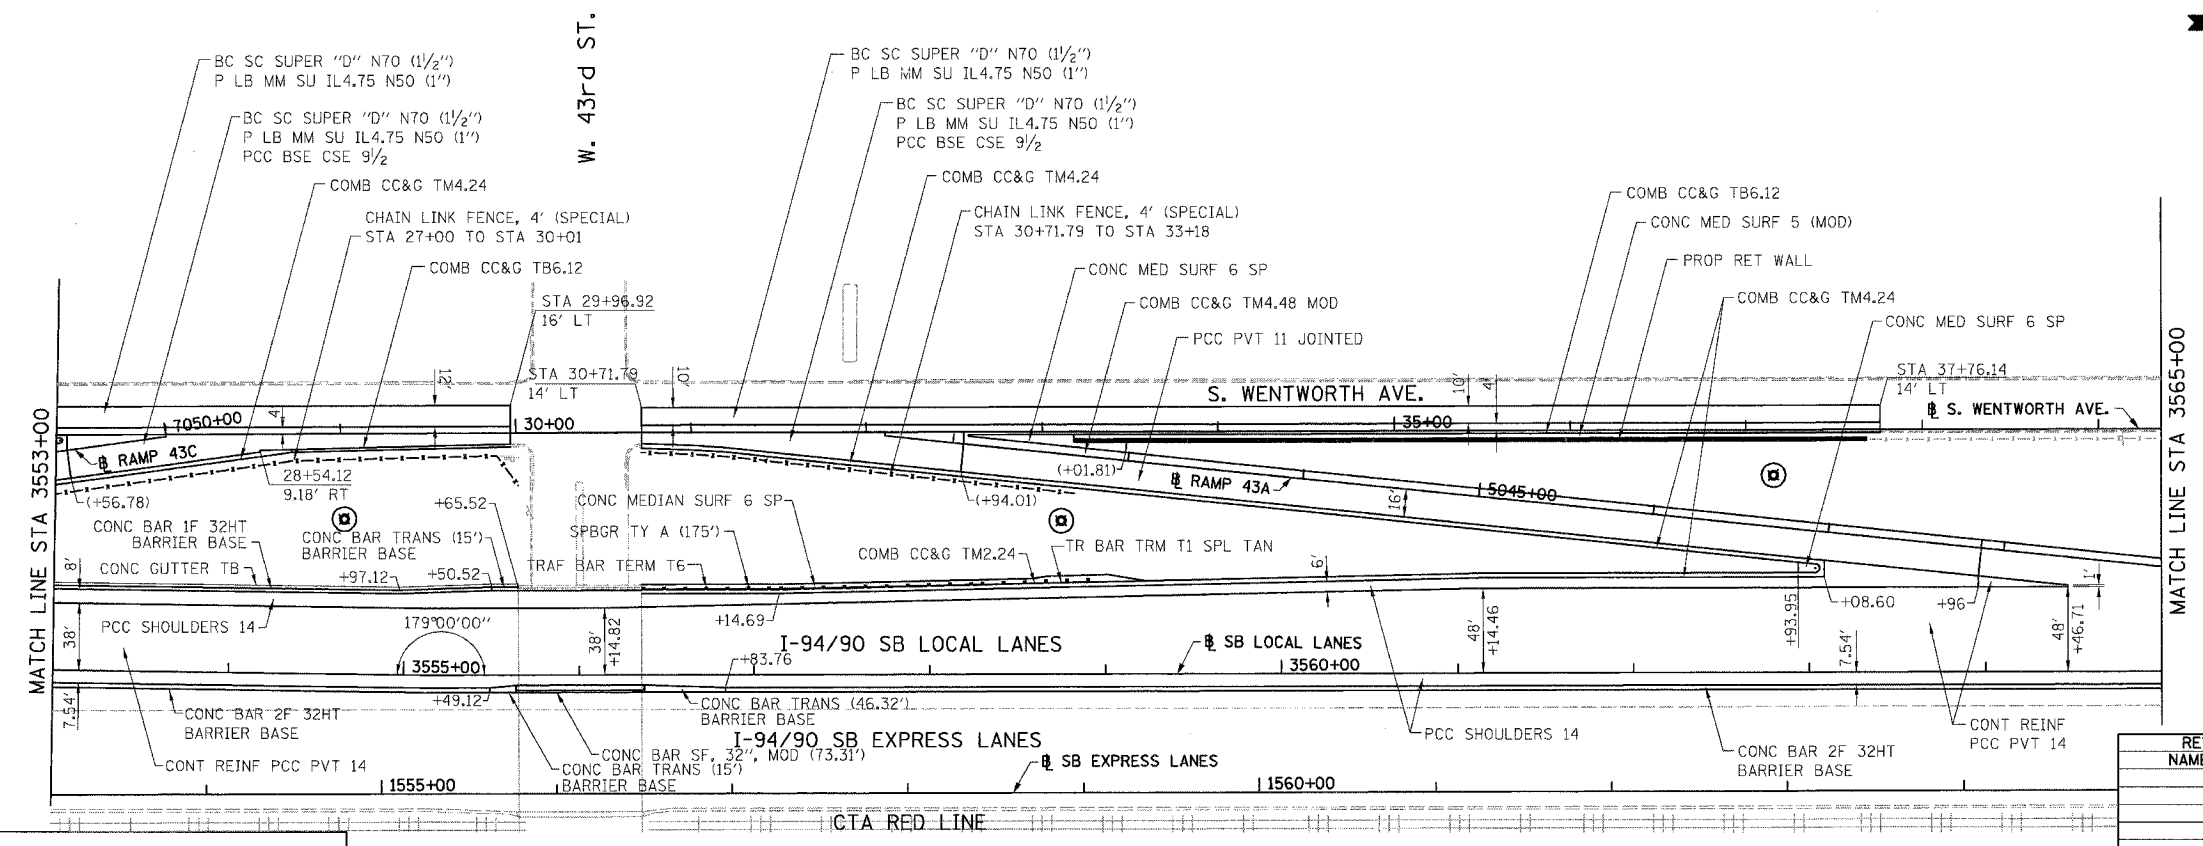 W. 43rd ST.
BC SC SUPER "D" N70 (1½")
P LB MM SU IL4.75 N50 (1")
BC SC SUPER "D" N70 (1½")
P LB MM SU IL4.75 N50 (1")
PCC BSE CSE 9½
COMB CC&G TM4.24
CHAIN LINK FENCE, 4' (SPECIAL)
STA 27+00 TO STA 30+01
COMB CC&G TB6.12
STA 29+96.92
16' LT
STA 30+71.79
14' LT
BC SC SUPER "D" N70 (1½")
P LB MM SU IL4.75 N50 (1")
BC SC SUPER "D" N70 (1½")
P LB MM SU IL4.75 N50 (1")
PCC BSE CSE 9½
COMB CC&G TM4.24
CHAIN LINK FENCE, 4' (SPECIAL)
STA 30+71.79 TO STA 33+18
CONC MED SURF 6 SP
COMB CC&G TM4.48 MOD
PCC PVT 11 JOINTED
COMB CC&G TB6.12
CONC MED SURF 5 (MOD)
PROP RET WALL
COMB CC&G TM4.24
CONC MED SURF 6 SP
STA 37+76.14
14' LT
12'
10'
10'
4'
S. WENTWORTH AVE.
℄ S. WENTWORTH AVE.
7050+00
4'
30+00
35+00
℄ RAMP 43C
28+54.12
9.18' RT
(+56.78)
+65.52
(+94.01)
(+01.81)
℄ RAMP 43A
16'
5045+00
MATCH LINE STA 3553+00
MATCH LINE STA 3565+00
CONC BAR 1F 32HT
BARRIER BASE
CONC GUTTER TB
CONC BAR TRANS (15')
BARRIER BASE
+97.12
+50.52
CONC MEDIAN SURF 6 SP
SPBGR TY A (175')
TRAF BAR TERM T6
COMB CC&G TM2.24
TR BAR TRM T1 SPL TAN
8'
6'
1'
PCC SHOULDERS 14
179°00'00"
38'
38'
+14.82
+14.69
48'
+14.46
+93.95
+08.60
+96
48'
+46.71
I-94/90 SB LOCAL LANES
℄ SB LOCAL LANES
3555+00
+83.76
3560+00
7.54'
7.54'
+49.12
CONC BAR 2F 32HT
BARRIER BASE
CONC BAR TRANS (46.32')
BARRIER BASE
PCC SHOULDERS 14
CONT REINF
PCC PVT 14
I-94/90 SB EXPRESS LANES
CONC BAR SF, 32", MOD (73.31')
CONC BAR TRANS (15')
BARRIER BASE
CONT REINF PCC PVT 14
℄ SB EXPRESS LANES
CONC BAR 2F 32HT
BARRIER BASE
1555+00
1560+00
CTA RED LINE